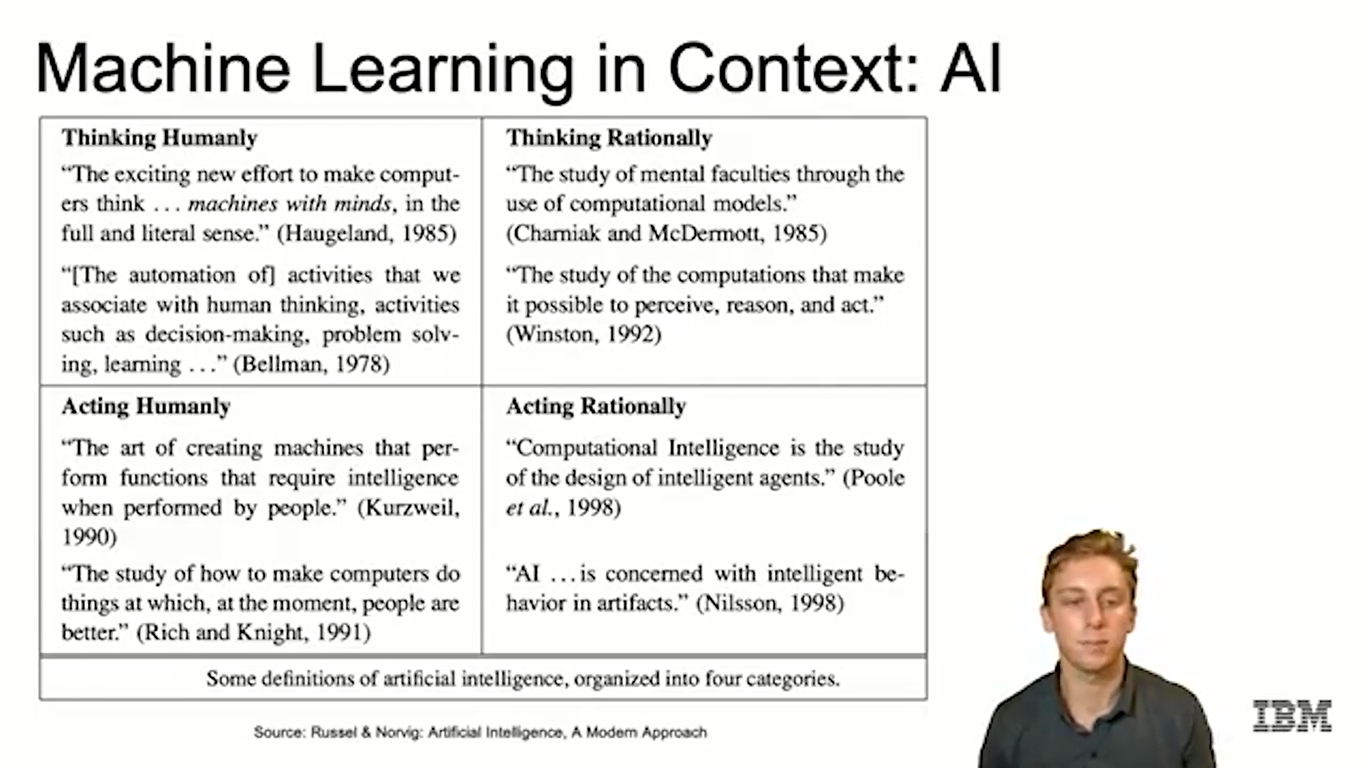 Machine Learning in Context: AI
Thinking Humanly
“The exciting new effort to make comput-
ers think . . . machines with minds, in the
full and literal sense.” (Haugeland, 1985)
“[The automation of] activities that we
associate with human thinking, activities
such as decision-making, problem solv-
ing, learning . . .” (Bellman, 1978)
Thinking Rationally
“The study of mental faculties through the
use of computational models.”
(Charniak and McDermott, 1985)
“The study of the computations that make
it possible to perceive, reason, and act.”
(Winston, 1992)
Acting Humanly
“The art of creating machines that per-
form functions that require intelligence
when performed by people.” (Kurzweil,
1990)
“The study of how to make computers do
things at which, at the moment, people are
better.” (Rich and Knight, 1991)
Acting Rationally
“Computational Intelligence is the study
of the design of intelligent agents.” (Poole
et al., 1998)
“AI . . . is concerned with intelligent be-
havior in artifacts.” (Nilsson, 1998)
Some definitions of artificial intelligence, organized into four categories.
Source: Russel & Norvig: Artificial Intelligence, A Modern Approach
IBM